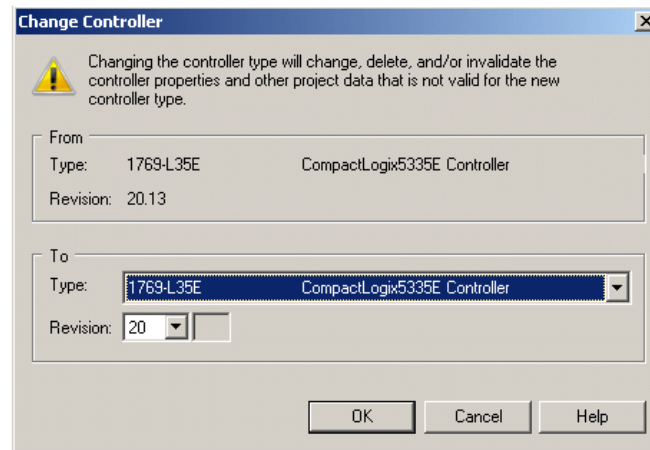 Change Controller
Changing the controller type will change, delete, and/or invalidate the
controller properties and other project data that is not valid for the new
controller type.
From
Type: 1769-L35E CompactLogix5335E Controller
Revision: 20.13
To
Type: 1769-L35E CompactLogix5335E Controller
Revision: 20
OK Cancel Help